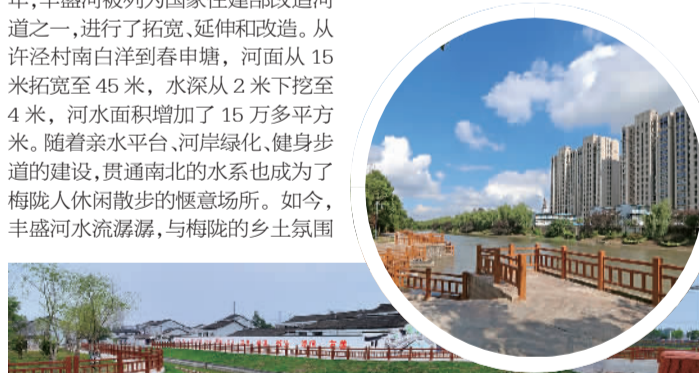 年,丰盛河被列为国家住建部改造河
道之一,进行了拓宽、延伸和改造。从
许泾村南白洋到春申塘，河面从 15
米拓宽至 45 米，水深从 2 米下挖至
4 米，河水面积增加了 15 万多平方
米。随着亲水平台、河岸绿化、健身步
道的建设,贯通南北的水系也成为了
梅陇人休闲散步的惬意场所。如今，
丰盛河水流潺潺,与梅陇的乡土氛围